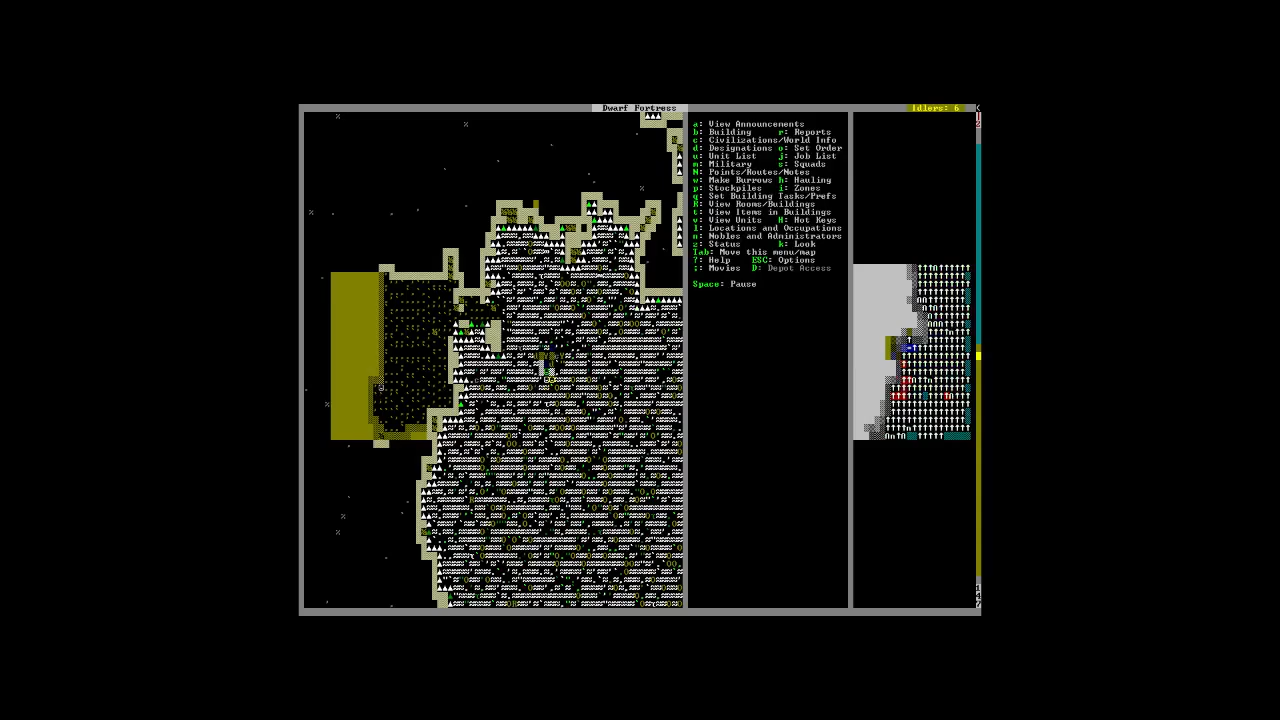 Dwarf Fortress
Idlers: 6
a: View Announcements
b: Building r: Reports
c: Civilizations/World Info
d: Designations o: Set Order
u: Unit List j: Job List
m: Military s: Squads
N: Points/Routes/Notes
w: Make Burrows h: Hauling
p: Stockpiles i: Zones
q: Set Building Tasks/Prefs
R: View Rooms/Buildings
t: View Items in Buildings
v: View Units H: Hot Keys
l: Locations and Occupations
n: Nobles and Administrators
z: Status k: Look
Tab: Move this menu/map
?: Help ESC: Options
;: Movies D: Depot Access
Space: Pause